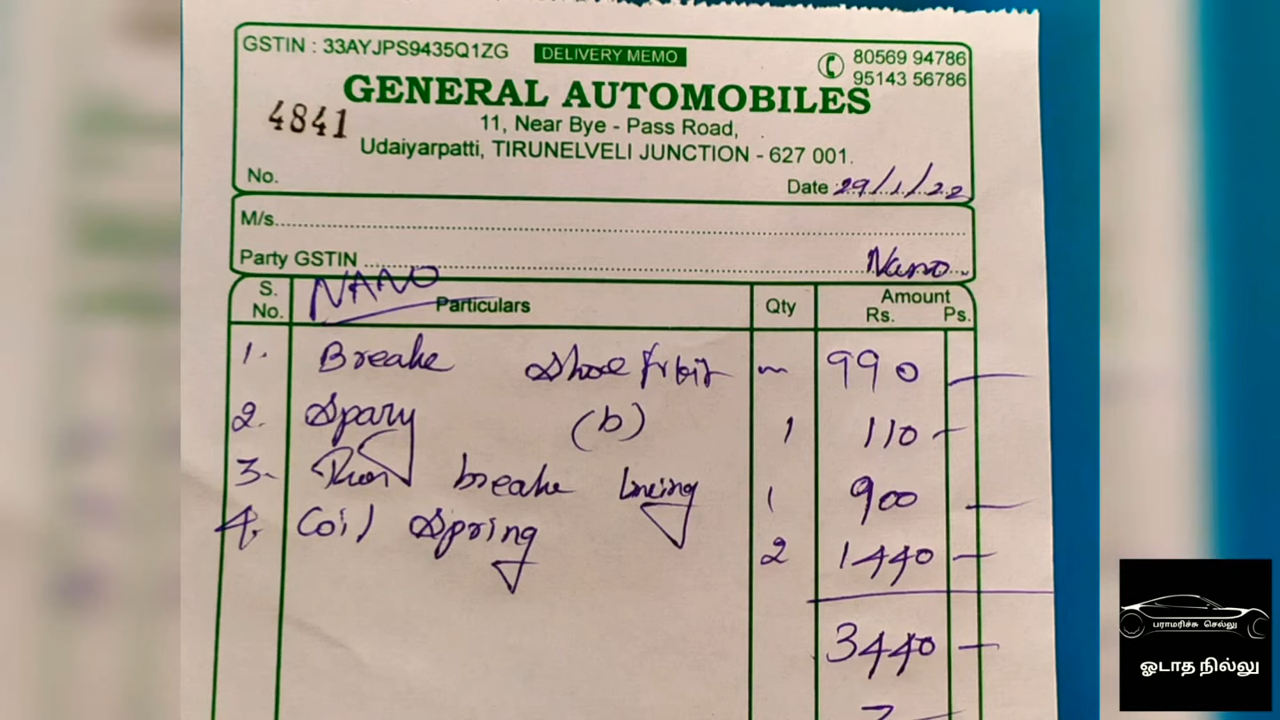 GSTIN : 33AYJPS9435Q1ZG DELIVERY MEMO 80569 94786
95143 56786
GENERAL AUTOMOBILES
4841
11, Near Bye - Pass Road,
Udaiyarpatti, TIRUNELVELI JUNCTION - 627 001.
No. Date : 29/1/22
M/s
Party GSTIN Nano
NANO
S. No. Particulars Qty Amount Rs. Ps.
1. Breake Shoe 990 —
2. Spary (b) 1 110 —
3. breake lining 1 900 —
4. Coil Spring 2 1440 —
3440 —
பராமரிச்சு செல்லு
ஓடாத நில்லு